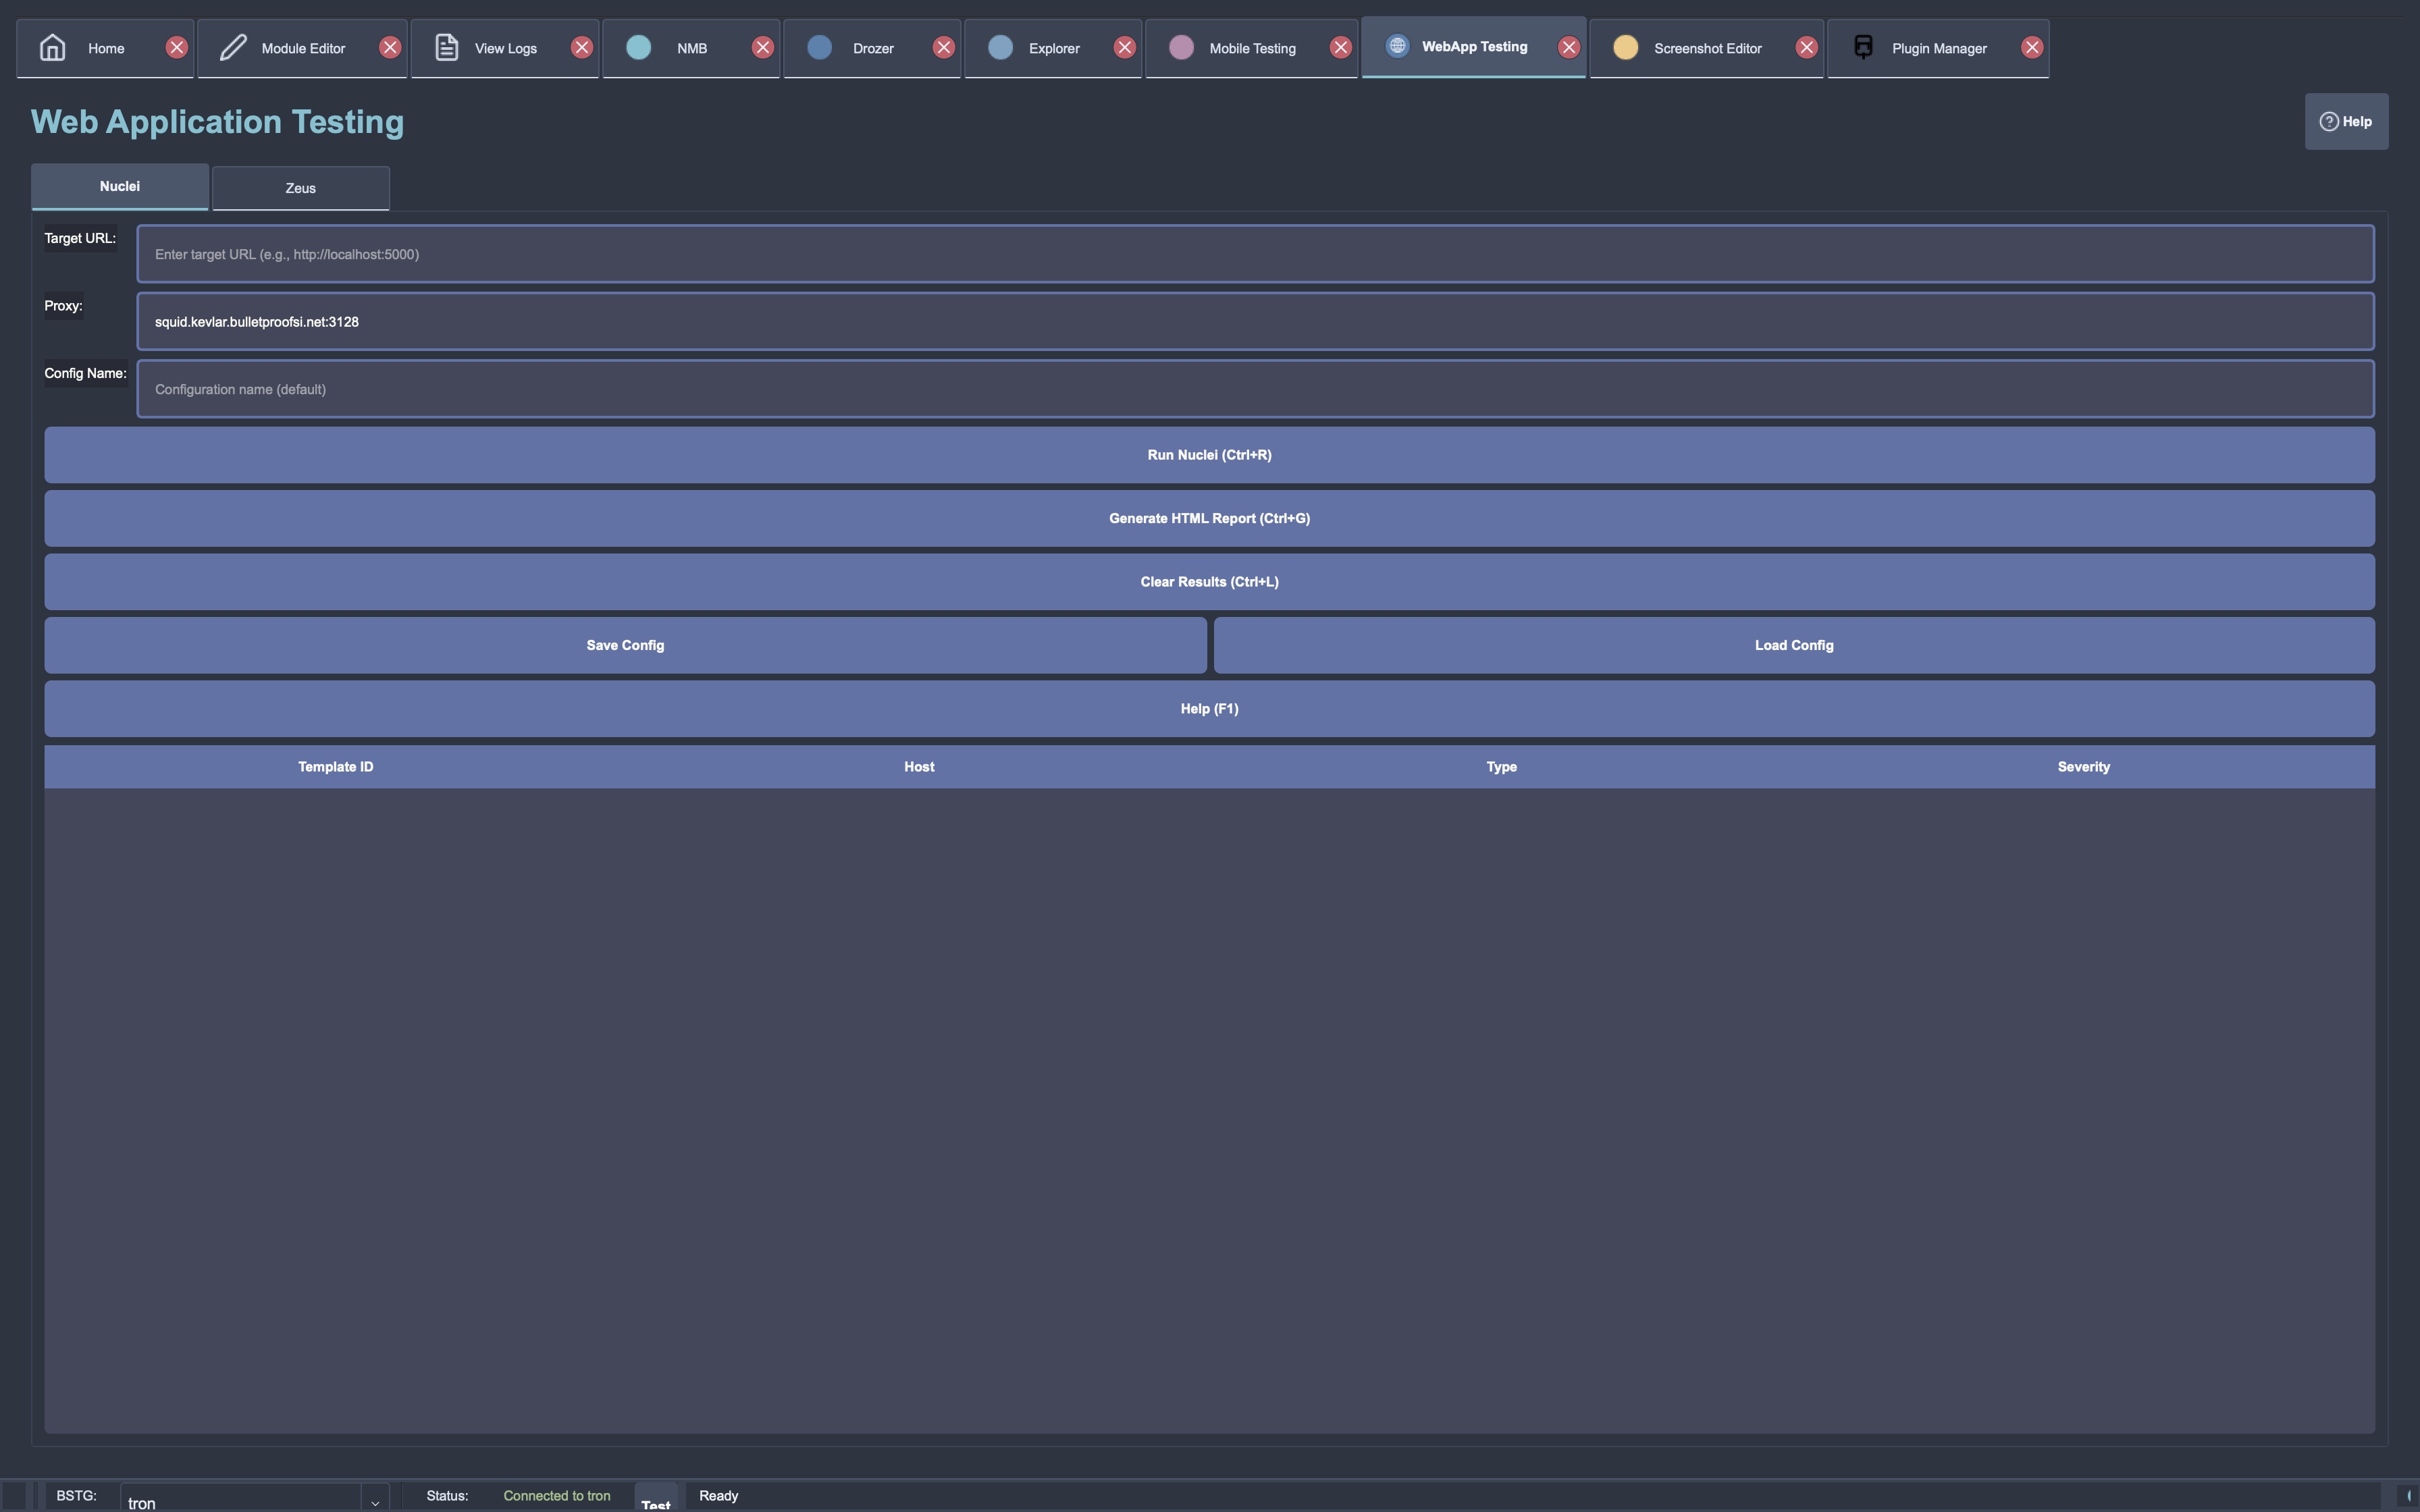 Home Module Editor View Logs NMB Drozer Explorer Mobile Testing WebApp Testing Screenshot Editor Plugin Manager
Web Application Testing
Help
Nuclei Zeus
Target URL: Enter target URL (e.g., http://localhost:5000)
Proxy: squid.kevlar.bulletproofsi.net:3128
Config Name: Configuration name (default)
Run Nuclei (Ctrl+R)
Generate HTML Report (Ctrl+G)
Clear Results (Ctrl+L)
Save Config Load Config
Help (F1)
Template ID Host Type Severity
BSTG: tron Status: Connected to tron Test Ready